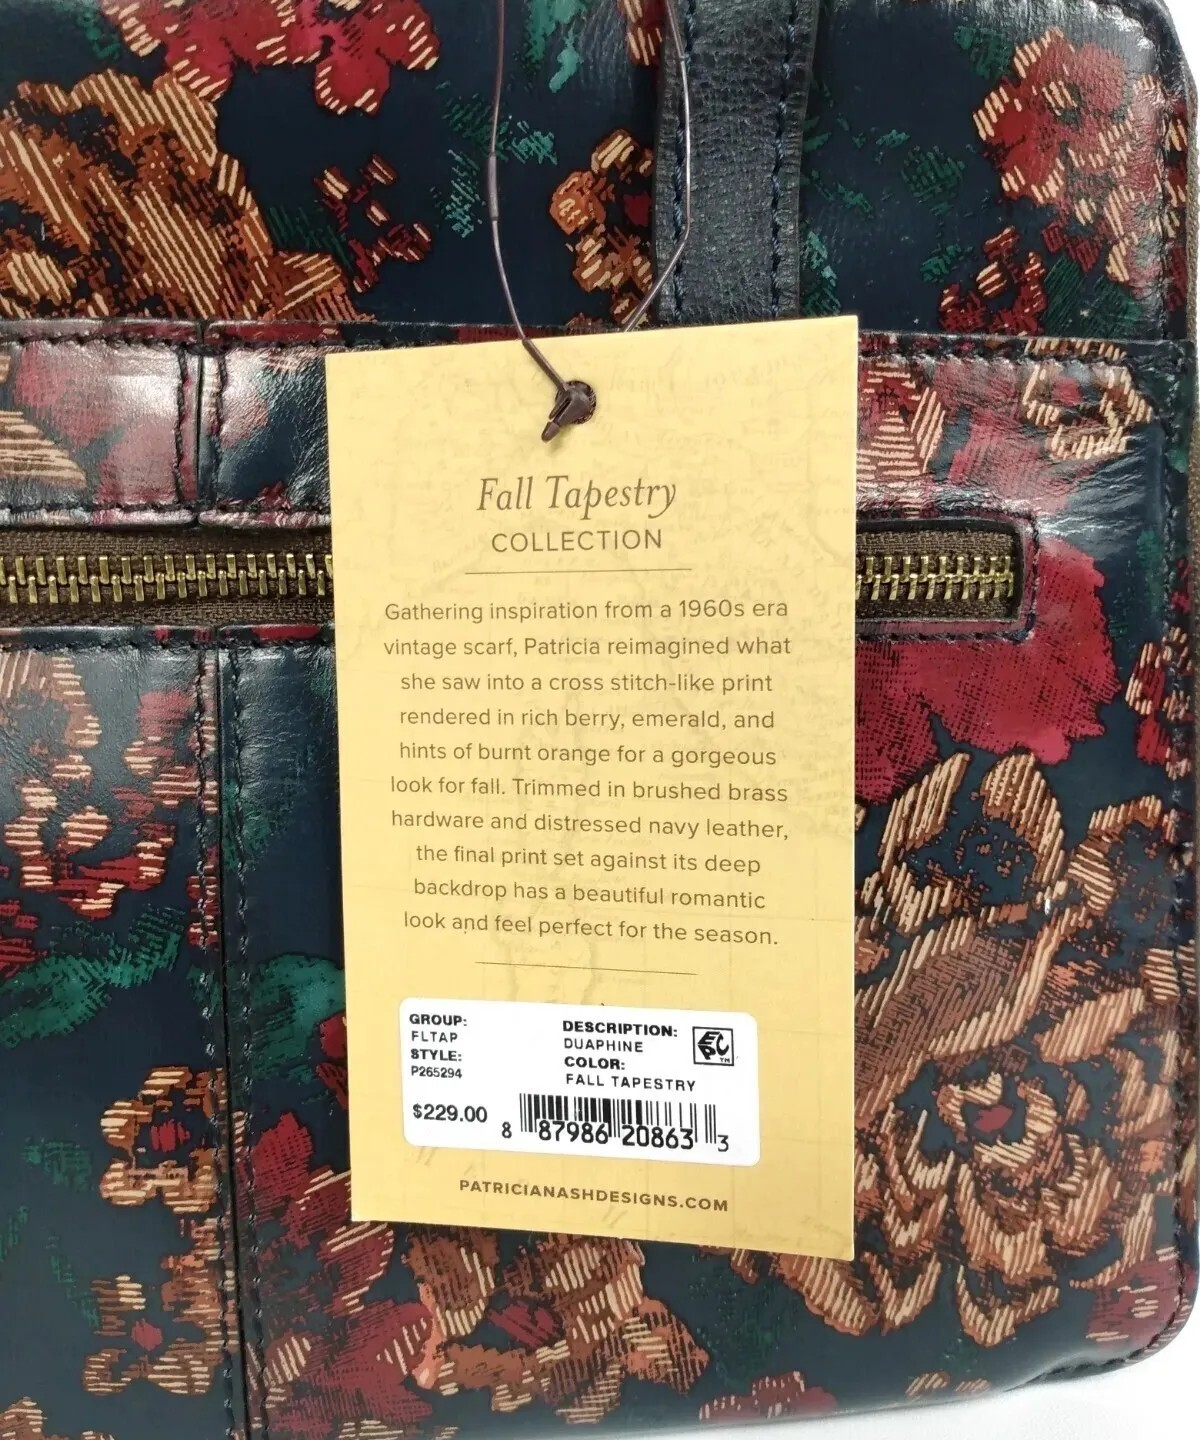 Fall Tapestry
COLLECTION
Gathering inspiration from a 1960s era
vintage scarf, Patricia reimagined what
she saw into a cross stitch-like print
rendered in rich berry, emerald, and
hints of burnt orange for a gorgeous
look for fall. Trimmed in brushed brass
hardware and distressed navy leather,
the final print set against its deep
backdrop has a beautiful romantic
look and feel perfect for the season.
GROUP:
FLTAP
STYLE:
P265294
$229.00
DESCRIPTION:
DUAPHINE
COLOR:
FALL TAPESTRY
EPC TM
8 87986 20863 3
PATRICIANASHDESIGNS.COM